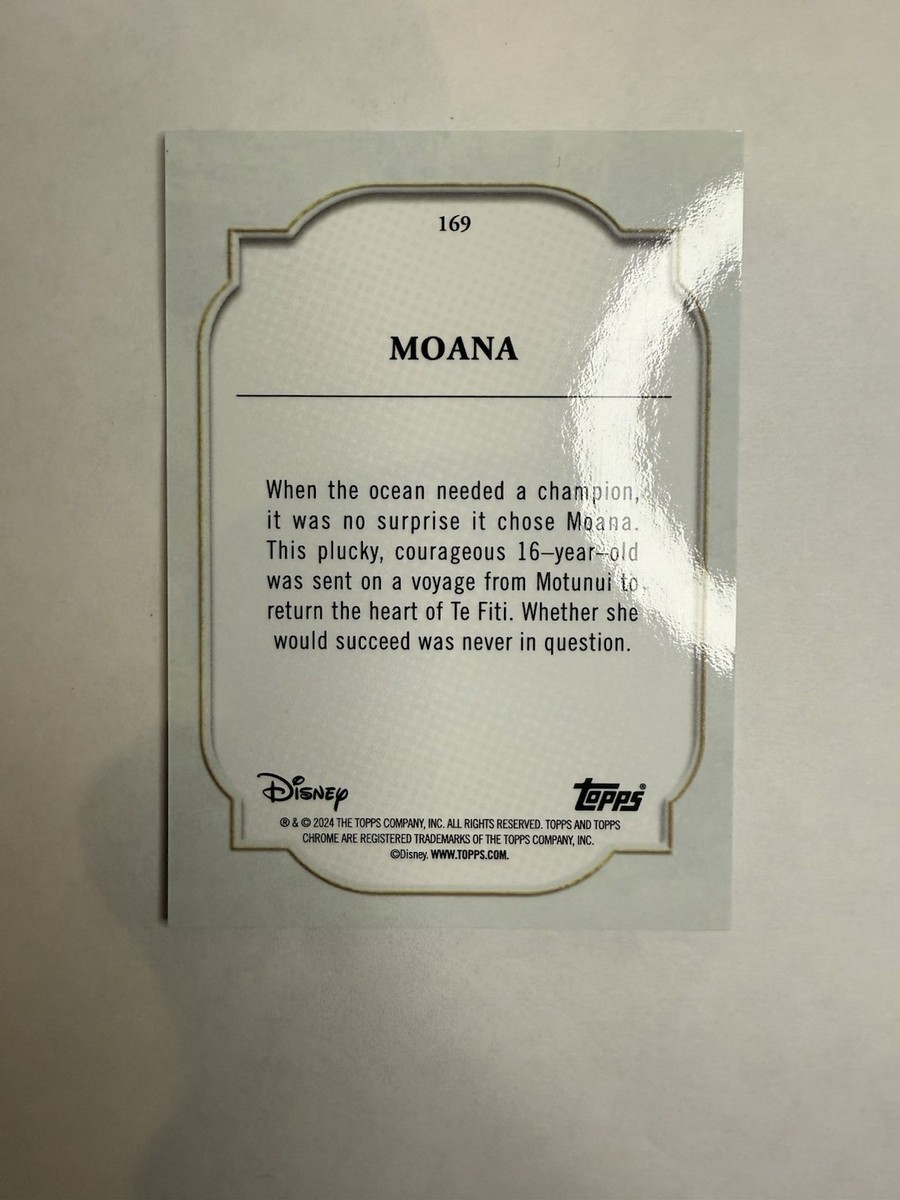 169
MOANA
When the ocean needed a champion,
it was no surprise it chose Moana.
This plucky, courageous 16–year–old
was sent on a voyage from Motunui to
return the heart of Te Fiti. Whether she
would succeed was never in question.
Disney topps®
® & © 2024 THE TOPPS COMPANY, INC. ALL RIGHTS RESERVED. TOPPS AND TOPPS
CHROME ARE REGISTERED TRADEMARKS OF THE TOPPS COMPANY, INC.
©Disney. WWW.TOPPS.COM.